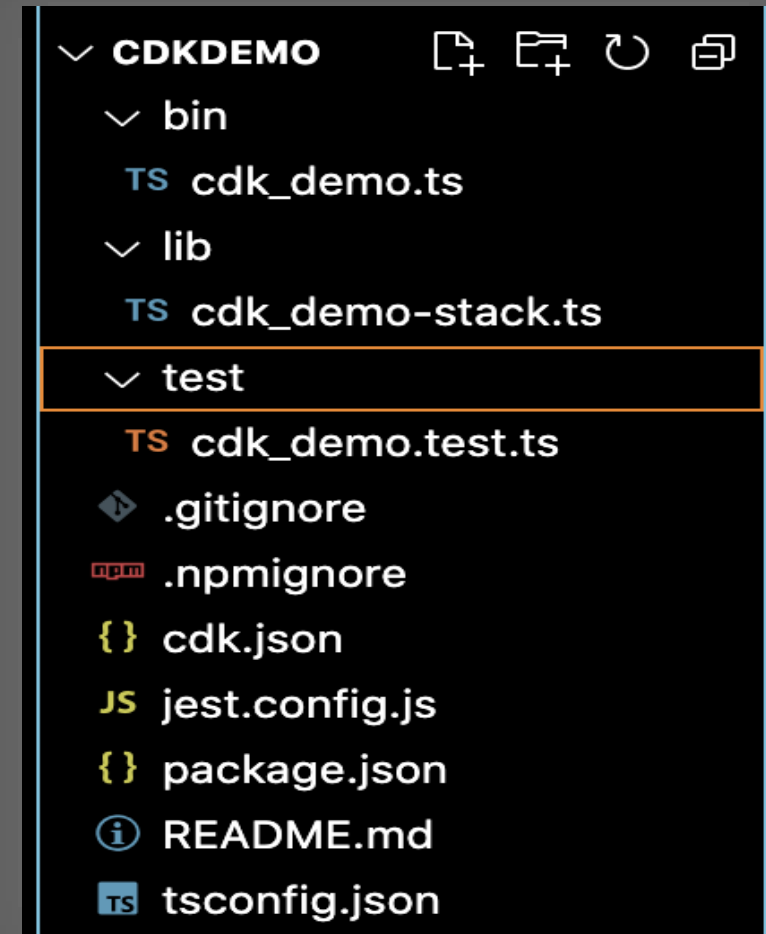 CDKDEMO
bin
TS cdk_demo.ts
lib
TS cdk_demo-stack.ts
test
TS cdk_demo.test.ts
.gitignore
npm .npmignore
{ } cdk.json
JS jest.config.js
{ } package.json
i README.md
TS tsconfig.json